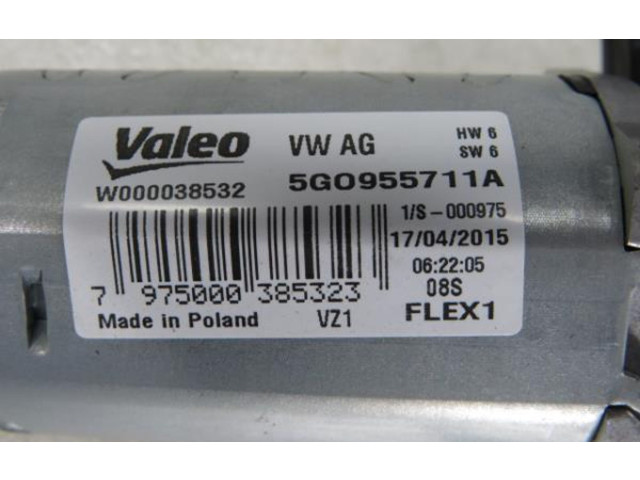 Valeo VW AG HW 6
SW 6
W000038532 5GO955711A
1/S-000975
17/04/2015
06:22:05
7 975000 385323 08S
Made in Poland VZ1 FLEX1